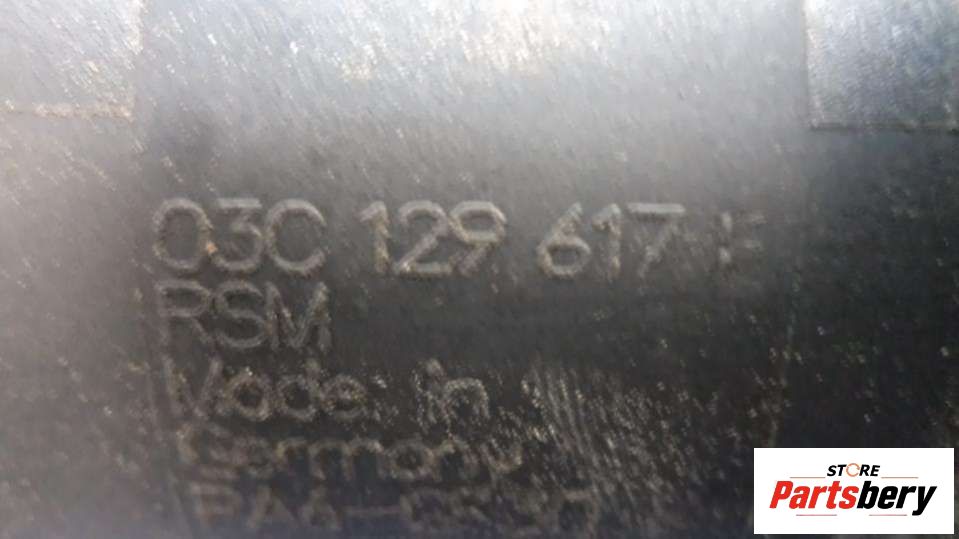 03C 129 617 F
RSM
Made in
Germany
STORE
Partsbery